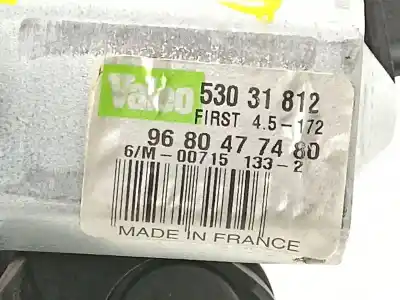 Valeo 530 31 812
FIRST 4.5-172
96 80 47 74 80
6/M-00715 133-2
MADE IN FRANCE